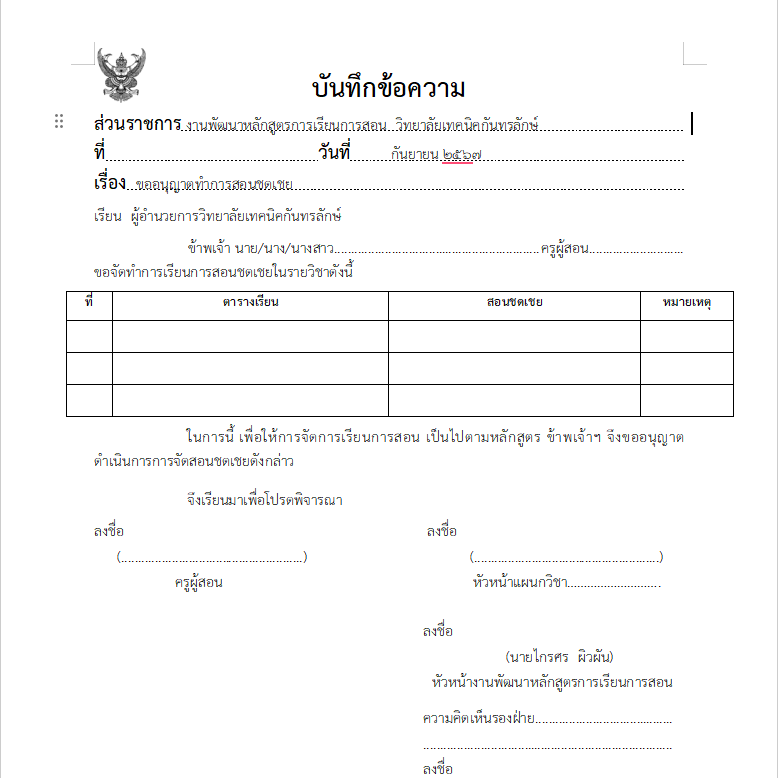 บันทึกข้อความ
ส่วนราชการ งานพัฒนาหลักสูตรการเรียนการสอน วิทยาลัยเทคนิคกันทรลักษ์
ที่ วันที่ กันยายน ๒๕๖๗
เรื่อง ขออนุญาตทำการสอนชดเชย
เรียน ผู้อำนวยการวิทยาลัยเทคนิคกันทรลักษ์
ข้าพเจ้า นาย/นาง/นางสาว............................................................ครูผู้สอน...........................
ขอจัดทำการเรียนการสอนชดเชยในรายวิชาดังนี้
ที่ ตารางเรียน สอนชดเชย หมายเหตุ
ในการนี้ เพื่อให้การจัดการเรียนการสอน เป็นไปตามหลักสูตร ข้าพเจ้าฯ จึงขออนุญาต
ดำเนินการการจัดสอนชดเชยดังกล่าว
จึงเรียนมาเพื่อโปรดพิจารณา
ลงชื่อ ลงชื่อ
(.....................................................) (......................................................)
ครูผู้สอน หัวหน้าแผนกวิชา...........................
ลงชื่อ
(นายไกรศร ผิวผัน)
หัวหน้างานพัฒนาหลักสูตรการเรียนการสอน
ความคิดเห็นรองฝ่าย........................................
.........................................................................
ลงชื่อ